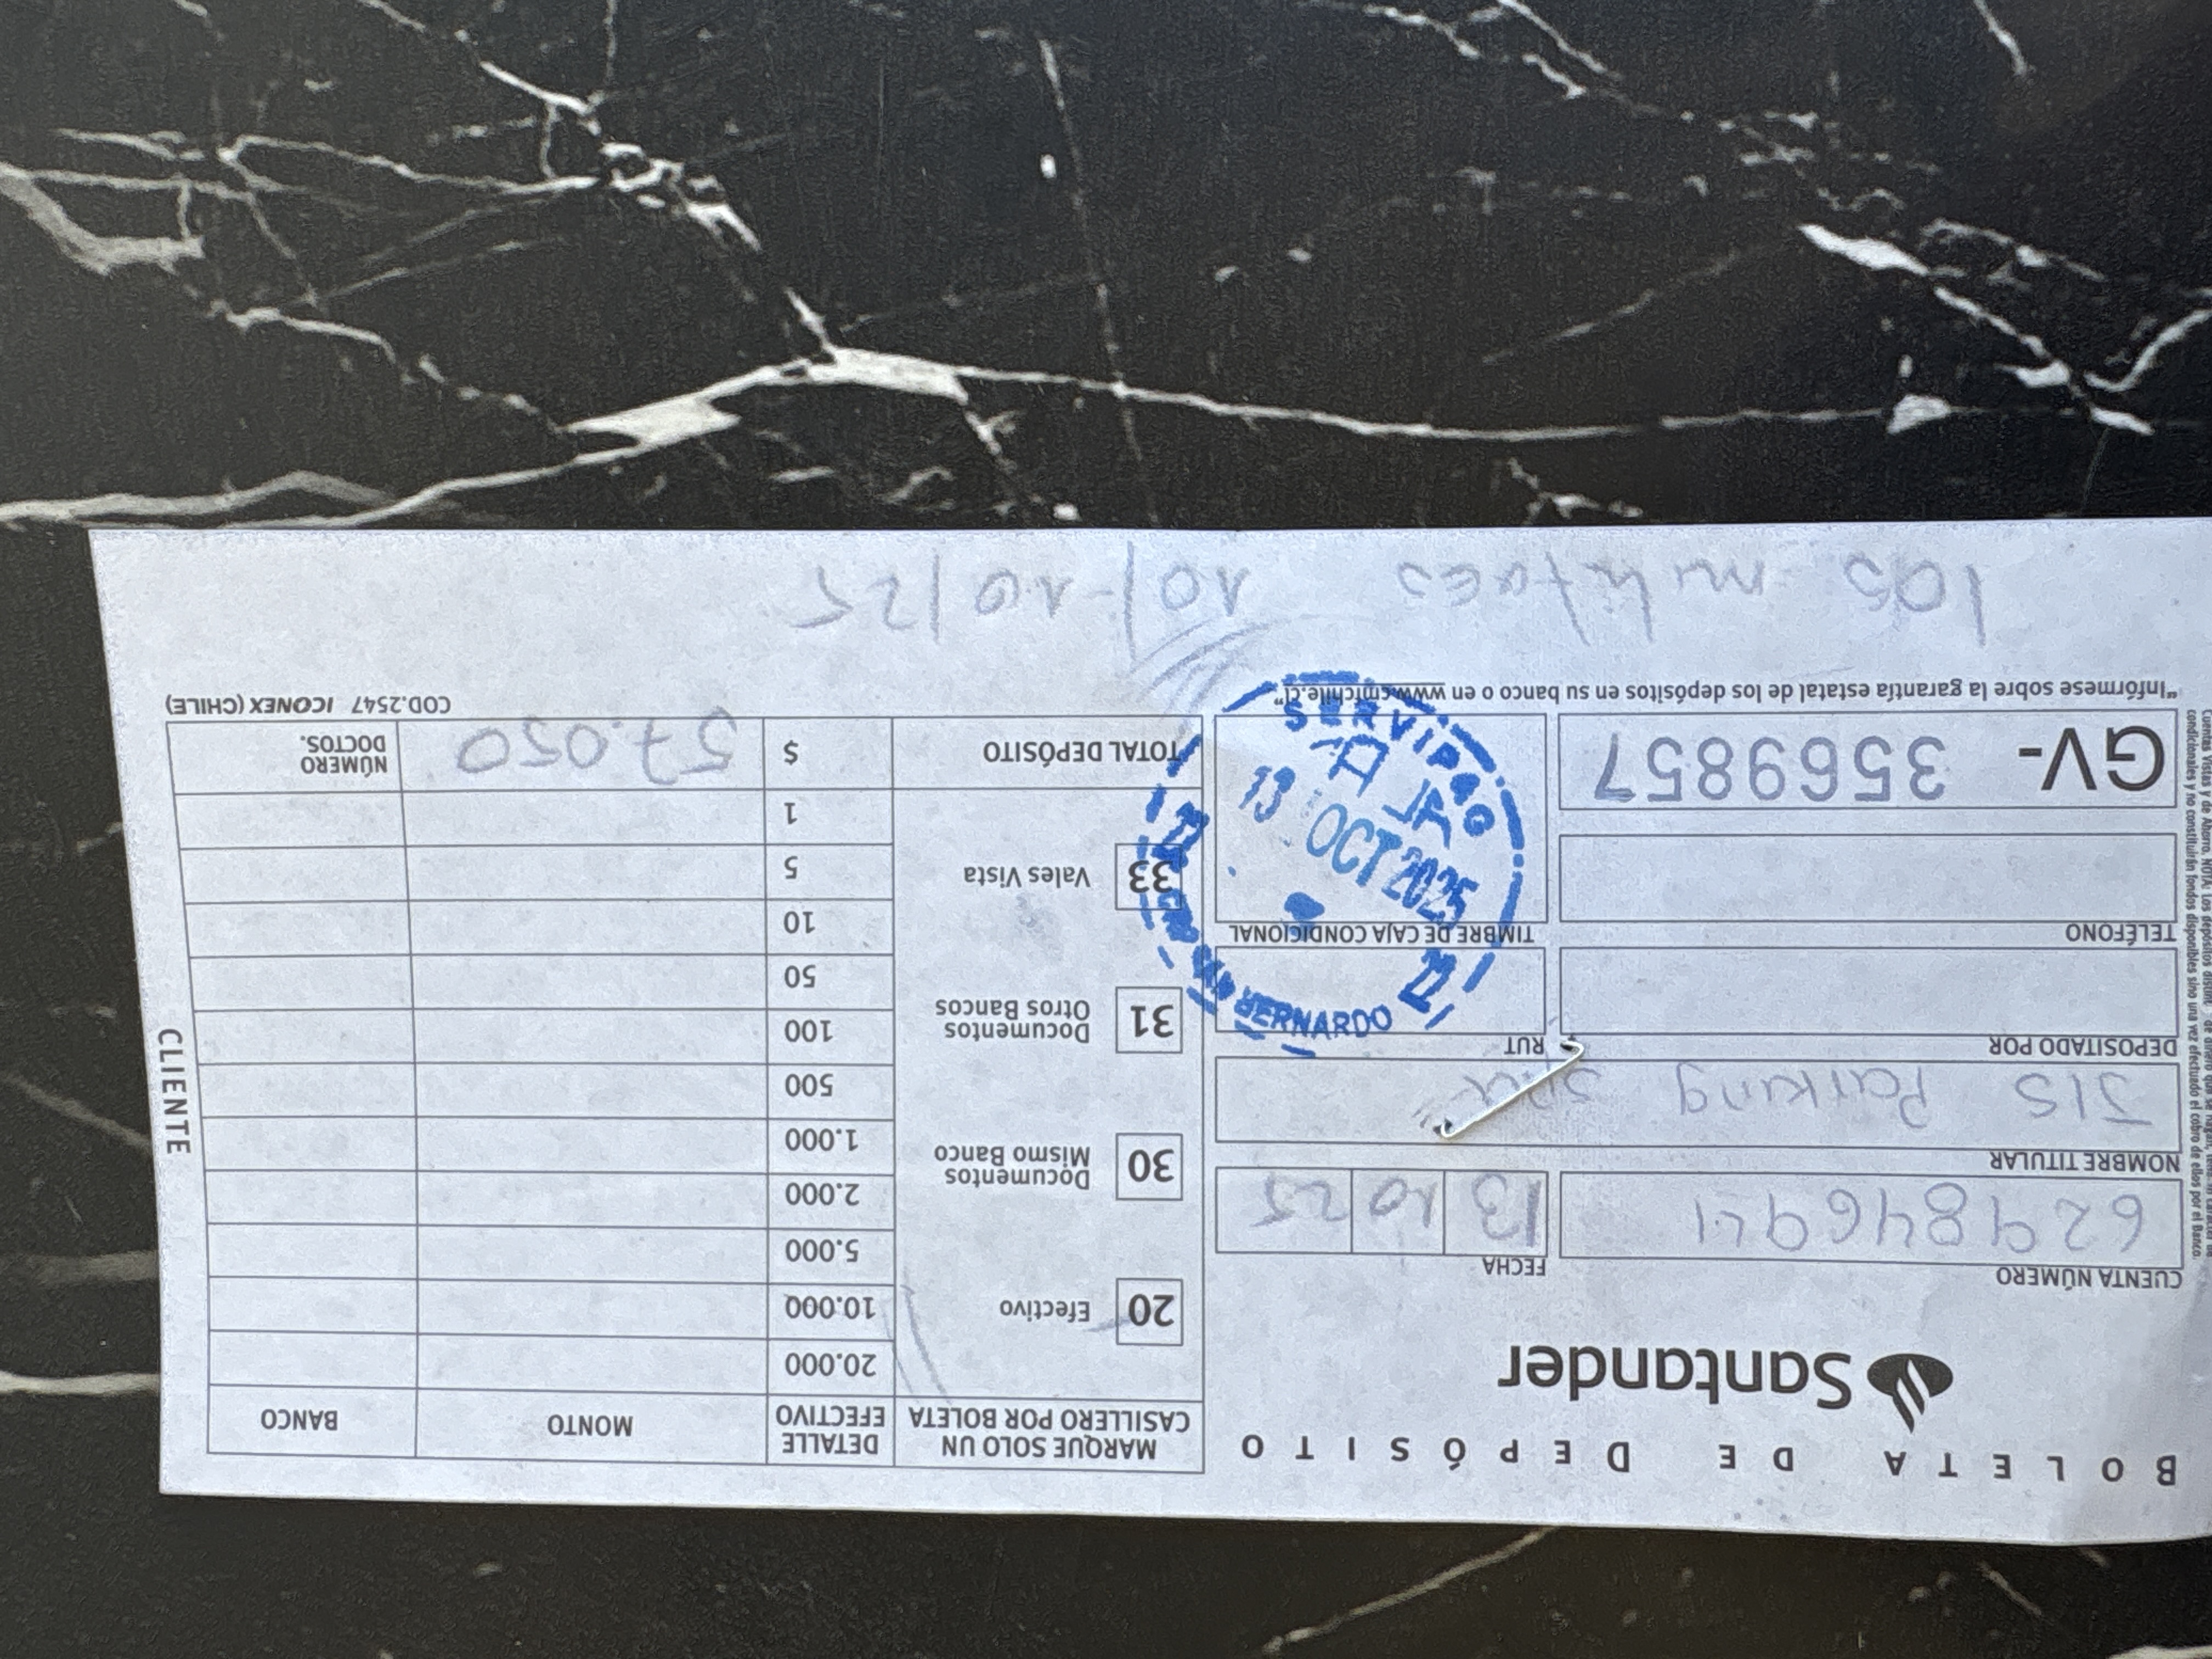 BOLETA DE DEPÓSITO
Santander
CUENTA NÚMERO
FECHA
629846941
13 10 25
NOMBRE TITULAR
JIS Parking SPA
DEPOSITADO POR
RUT
TELÉFONO
TIMBRE DE CAJA CONDICIONAL
GV- 3569857
SERVIPAG
13 OCT 2025
SAN BERNARDO
"Infórmese sobre la garantía estatal de los depósitos en su banco o en www.cmfchile.cl"
MARQUE SOLO UN CASILLERO POR BOLETA
DETALLE EFECTIVO
MONTO
BANCO
20 Efectivo
30 Documentos Mismo Banco
31 Documentos Otros Bancos
33 Vales Vista
20.000
10.000
5.000
2.000
1.000
500
100
50
10
5
1
TOTAL DEPÓSITO
$ 57.050
NÚMERO DOCTOS.
COD.2547 ICONEX (CHILE)
CLIENTE
los militares 10/10/25